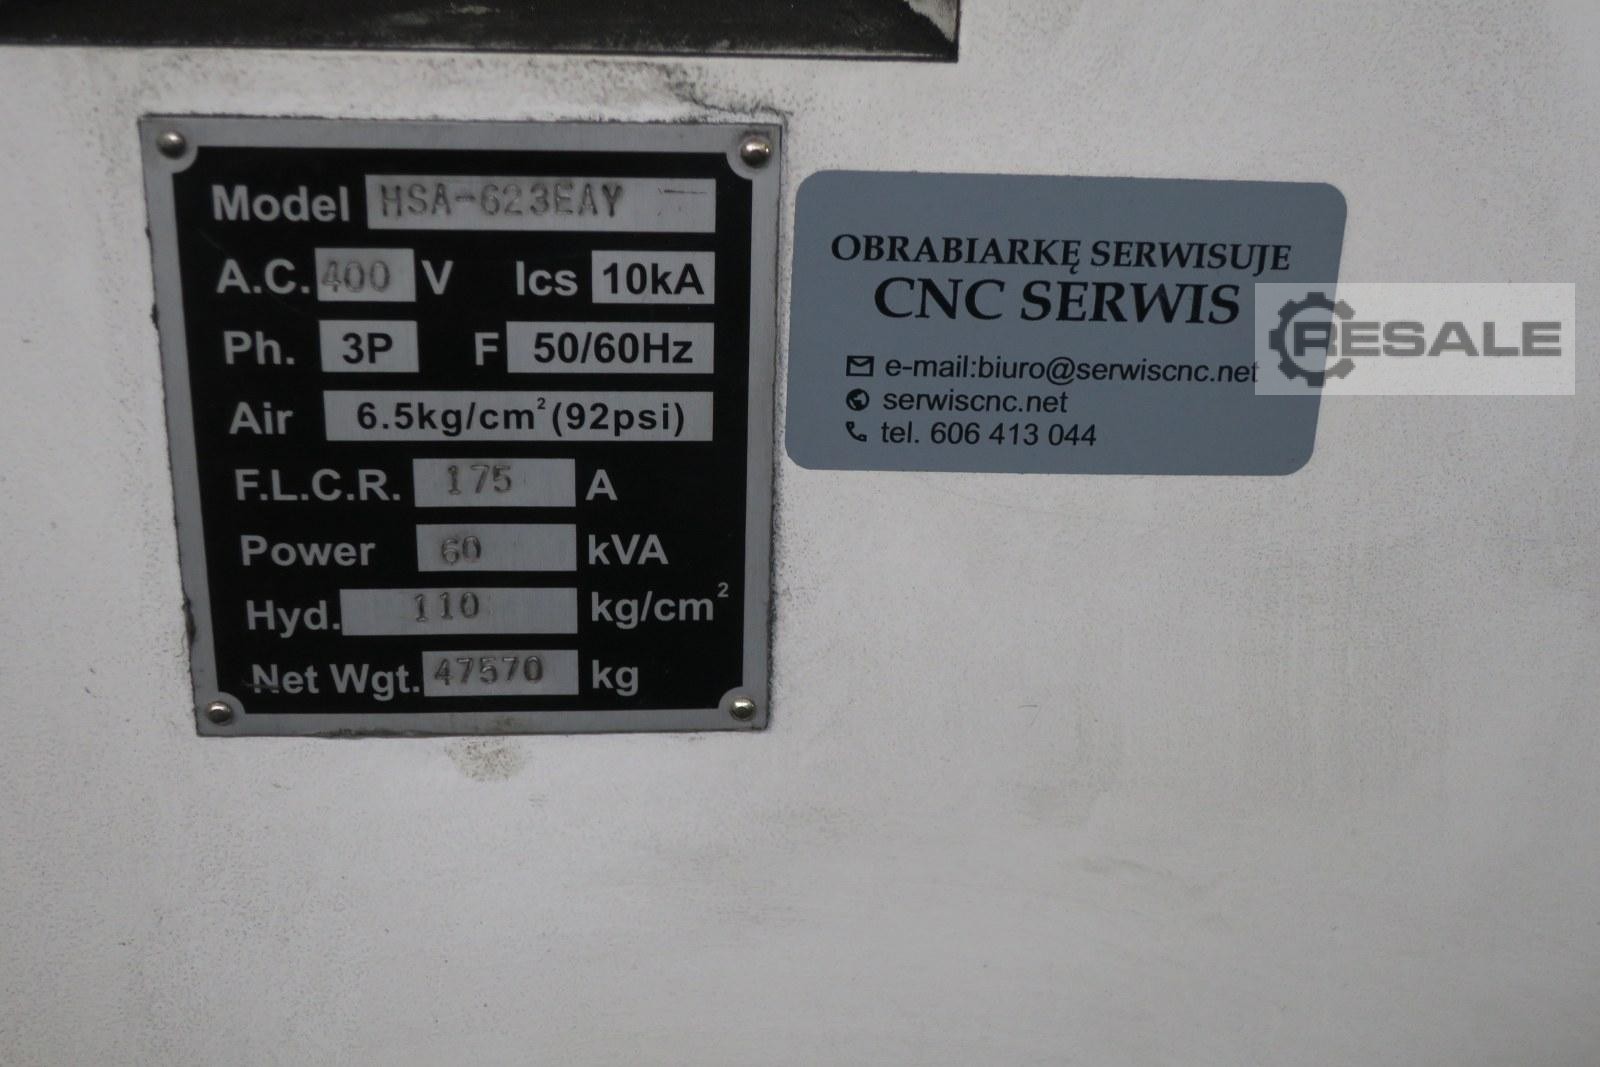 Model HSA-623EAY
A.C. 400 V Ics 10kA
Ph. 3P F 50/60Hz
Air 6.5kg/cm² (92psi)
F.L.C.R. 175 A
Power 60 kVA
Hyd. 110 kg/cm²
Net Wgt. 47570 kg
OBRABIARKĘ SERWISUJE
CNC SERWIS
e-mail:biuro@serwiscnc.net
serwiscnc.net
tel. 606 413 044
RESALE